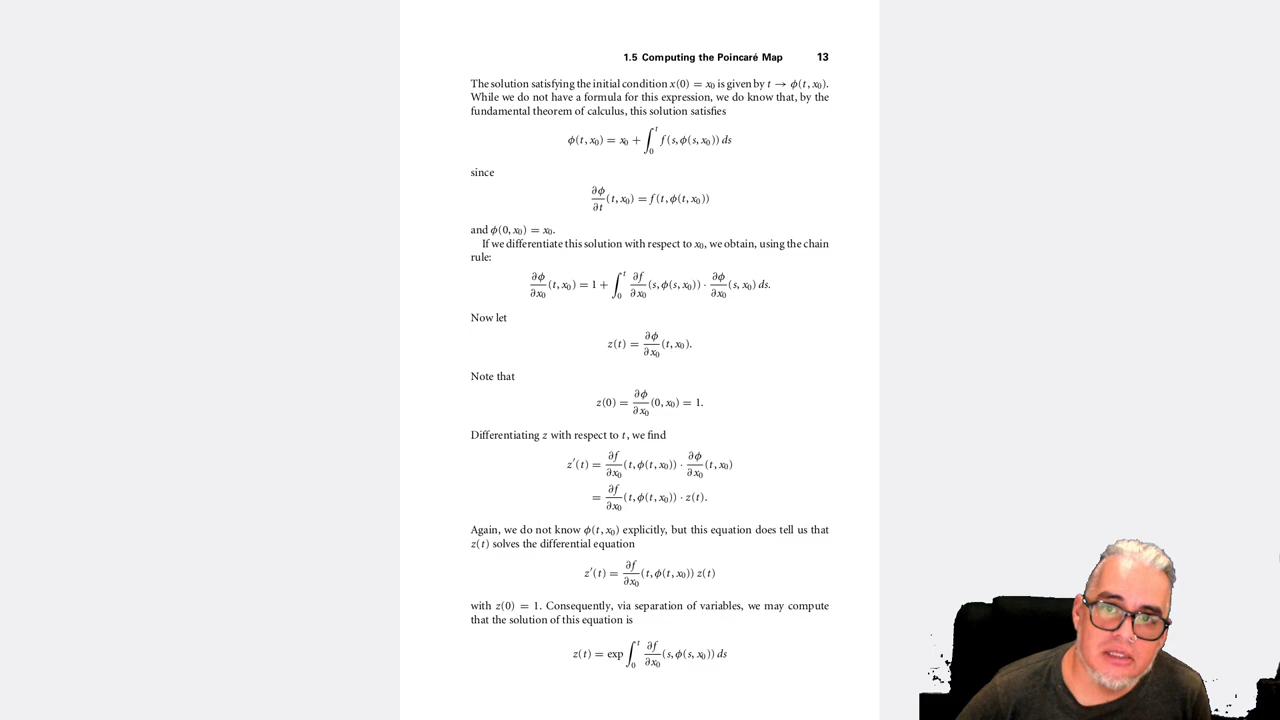 1.5 Computing the Poincaré Map 13
The solution satisfying the initial condition x(0) = x₀ is given by t → ϕ(t, x₀).
While we do not have a formula for this expression, we do know that, by the
fundamental theorem of calculus, this solution satisfies
ϕ(t, x₀) = x₀ + ∫₀ᵗ f(s, ϕ(s, x₀)) ds
since
∂ϕ/∂t (t, x₀) = f(t, ϕ(t, x₀))
and ϕ(0, x₀) = x₀.
If we differentiate this solution with respect to x₀, we obtain, using the chain
rule:
∂ϕ/∂x₀ (t, x₀) = 1 + ∫₀ᵗ ∂f/∂x₀ (s, ϕ(s, x₀)) · ∂ϕ/∂x₀ (s, x₀) ds.
Now let
z(t) = ∂ϕ/∂x₀ (t, x₀).
Note that
z(0) = ∂ϕ/∂x₀ (0, x₀) = 1.
Differentiating z with respect to t, we find
z′(t) = ∂f/∂x₀ (t, ϕ(t, x₀)) · ∂ϕ/∂x₀ (t, x₀)
= ∂f/∂x₀ (t, ϕ(t, x₀)) · z(t).
Again, we do not know ϕ(t, x₀) explicitly, but this equation does tell us that
z(t) solves the differential equation
z′(t) = ∂f/∂x₀ (t, ϕ(t, x₀)) z(t)
with z(0) = 1. Consequently, via separation of variables, we may compute
that the solution of this equation is
z(t) = exp ∫₀ᵗ ∂f/∂x₀ (s, ϕ(s, x₀)) ds